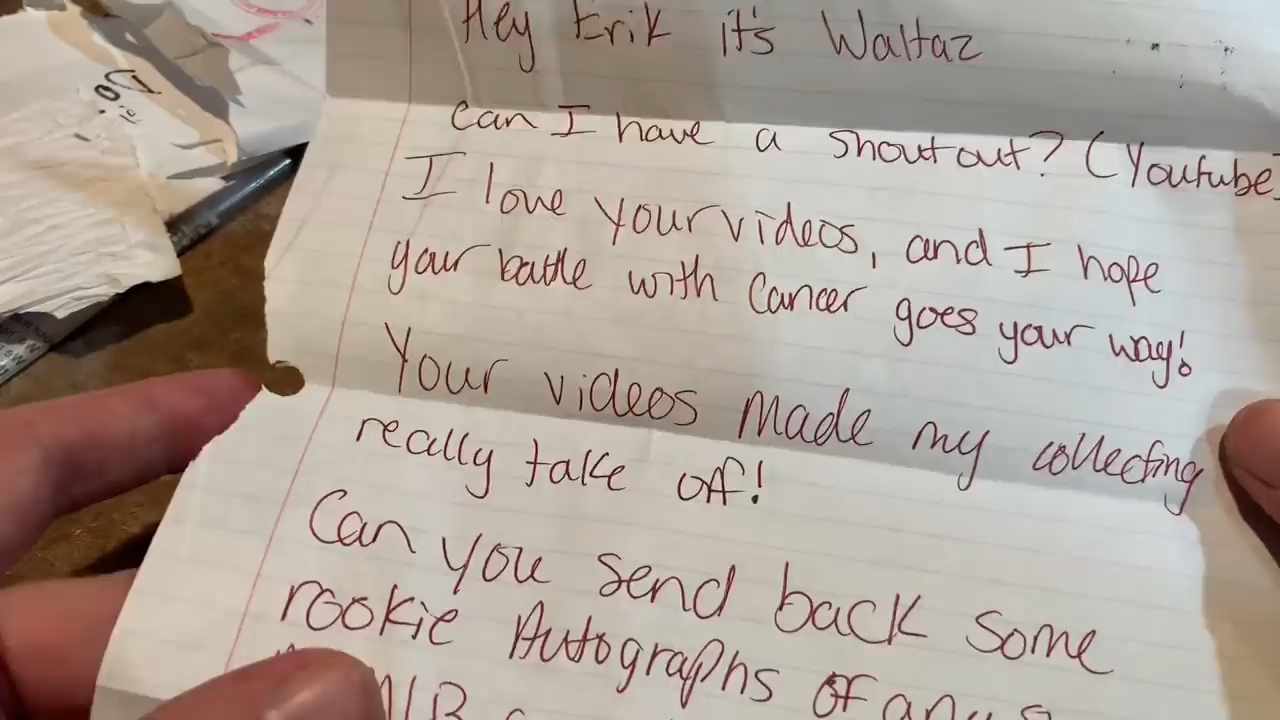 Hey Erik it's Waltaz
can I have a shoutout? (Youtube)
I love your videos, and I hope
your battle with Cancer goes your way!
Your videos made my collecting
really take off!
Can you send back some
rookie Autographs of any